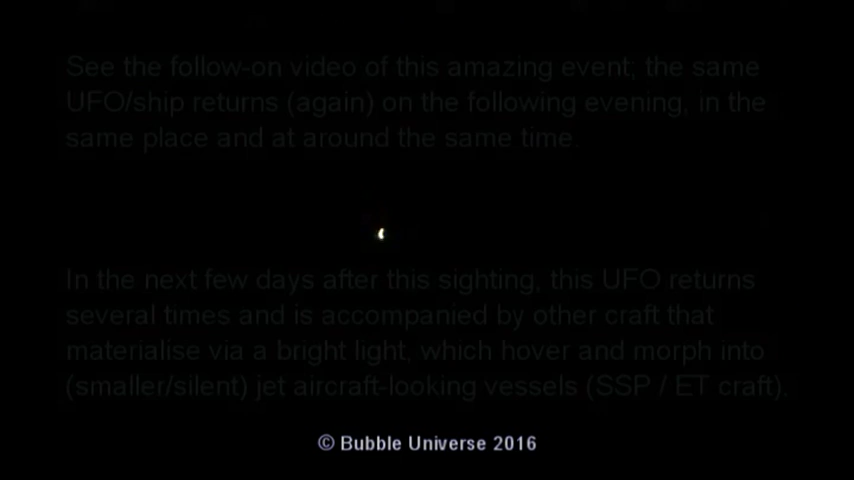 See the follow-on video of this amazing event; the same
UFO/ship returns (again) on the following evening, in the
same place and at around the same time.
In the next few days after this sighting, this UFO returns
several times and is accompanied by other craft that
materialise via a bright light, which hover and morph into
(smaller/silent) jet aircraft-looking vessels (SSP / ET craft).
© Bubble Universe 2016